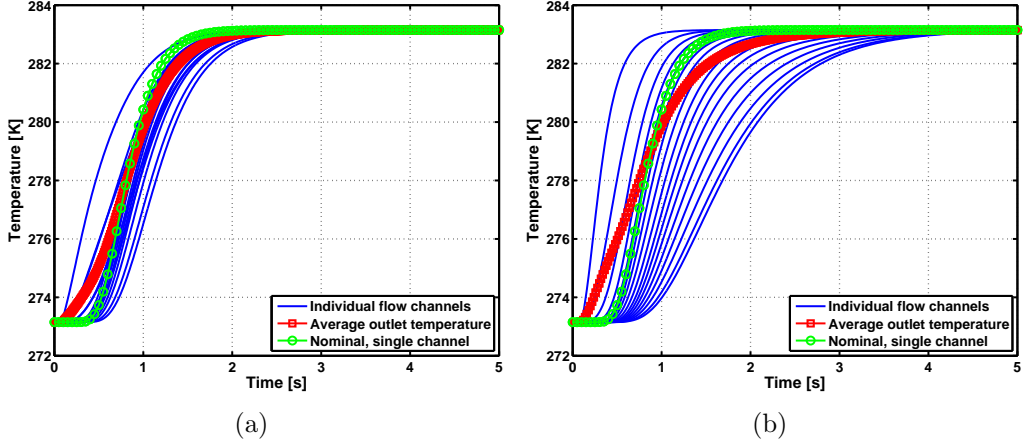 284
282
280
278
276
274
272
Temperature [K]
0
1
2
3
4
5
Time [s]
Individual flow channels
Average outlet temperature
Nominal, single channel
(a)
284
282
280
278
276
274
272
Temperature [K]
0
1
2
3
4
5
Time [s]
Individual flow channels
Average outlet temperature
Nominal, single channel
(b)